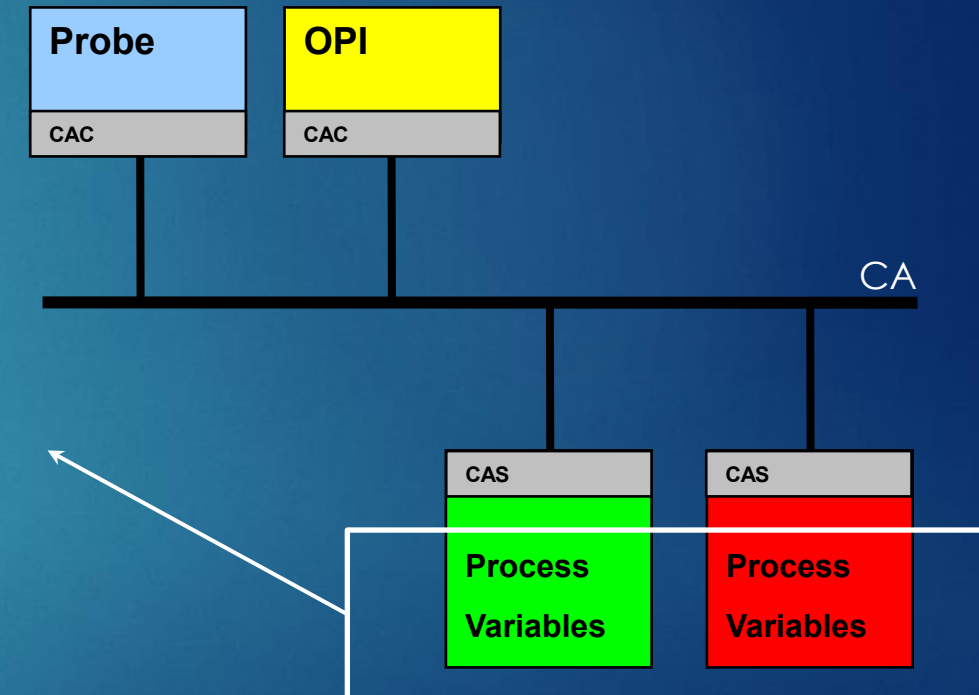 Probe
OPI
CAC
CAC
CA
CAS
CAS
Process
Variables
Process
Variables